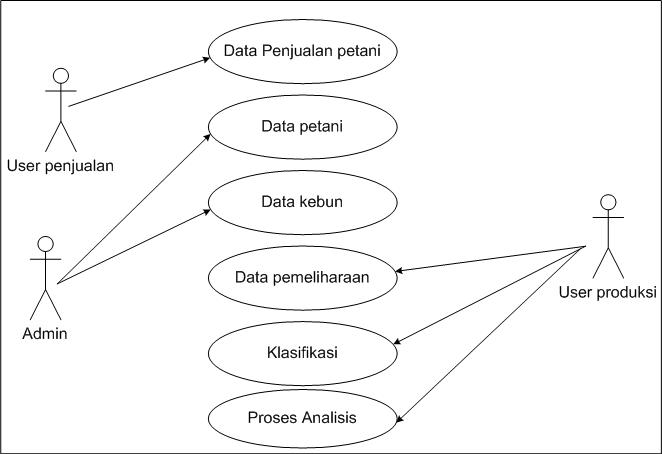 Data Penjualan petani
User penjualan
Data petani
Data kebun
Admin
Data pemeliharaan
User produksi
Klasifikasi
Proses Analisis